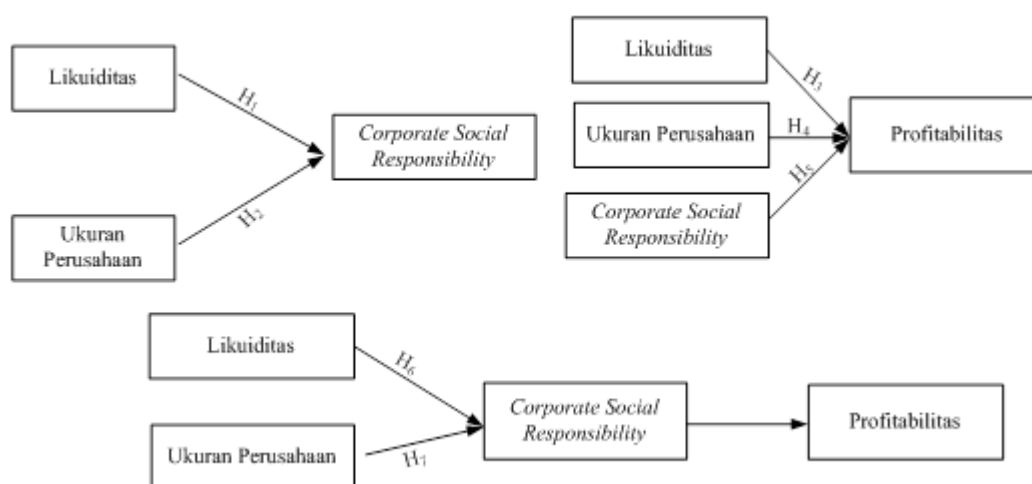 Likuiditas
H1
Corporate Social
Responsibility
H2
Ukuran
Perusahaan
Likuiditas
H3
Ukuran Perusahaan
H4
Profitabilitas
H5
Corporate Social
Responsibility
Likuiditas
H6
Corporate Social
Responsibility
Profitabilitas
Ukuran Perusahaan
H7